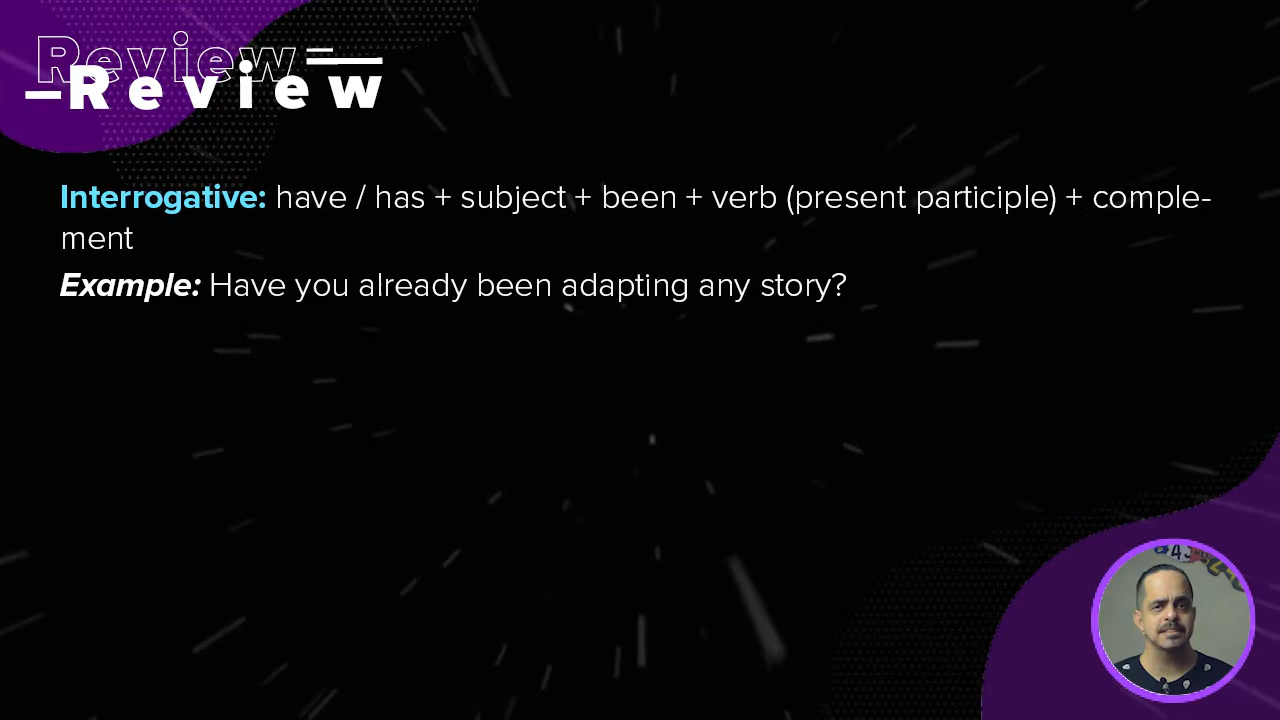 Review
Review
Interrogative: have / has + subject + been + verb (present participle) + comple-
ment
Example: Have you already been adapting any story?